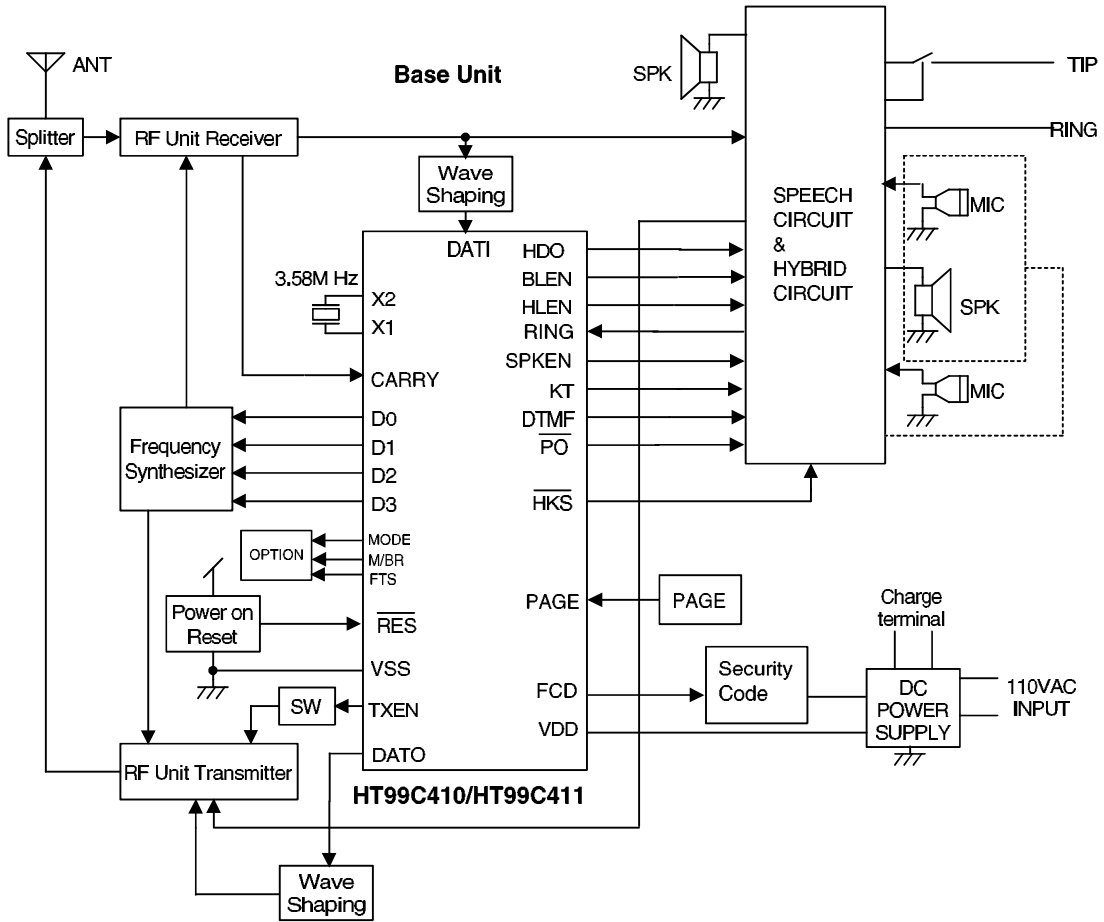 ANT
Base Unit
SPK
TIP
Splitter
RF Unit Receiver
RING
Wave
Shaping
SPEECH
CIRCUIT
&
HYBRID
CIRCUIT
MIC
SPK
MIC
DATI
3.58M Hz
X2
X1
CARRY
D0
D1
D2
D3
MODE
M/BR
FTS
RES
VSS
TXEN
DATO
HDO
BLEN
HLEN
RING
SPKEN
KT
DTMF
PO
HKS
PAGE
FCD
VDD
Frequency
Synthesizer
OPTION
Power on
Reset
SW
RF Unit Transmitter
PAGE
Security
Code
Charge
terminal
DC
POWER
SUPPLY
110VAC
INPUT
HT99C410/HT99C411
Wave
Shaping